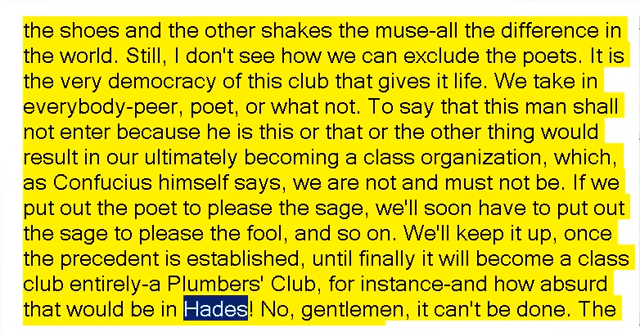 the shoes and the other shakes the muse-all the difference in
the world. Still, I don't see how we can exclude the poets. It is
the very democracy of this club that gives it life. We take in
everybody-peer, poet, or what not. To say that this man shall
not enter because he is this or that or the other thing would
result in our ultimately becoming a class organization, which,
as Confucius himself says, we are not and must not be. If we
put out the poet to please the sage, we'll soon have to put out
the sage to please the fool, and so on. We'll keep it up, once
the precedent is established, until finally it will become a class
club entirely-a Plumbers' Club, for instance-and how absurd
that would be in Hades! No, gentlemen, it can't be done. The